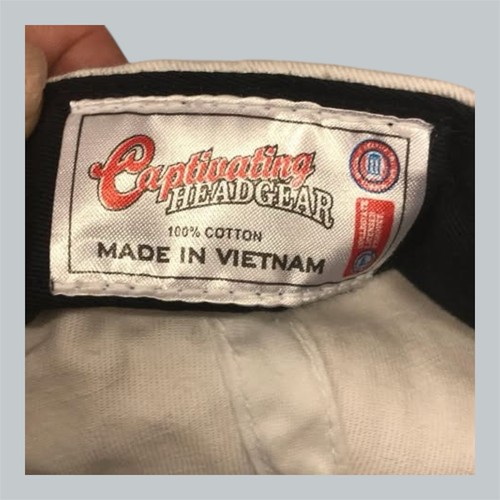 Captivating
HEADGEAR
100% COTTON
MADE IN VIETNAM